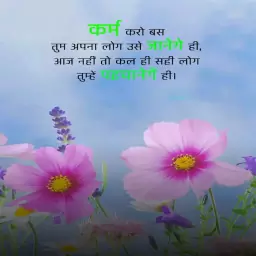 कर्म करो बस
तुम अपना लोग उसे जानेगे ही,
आज नहीं तो कल ही सही लोग
तुम्हें पहचानेगें ही।